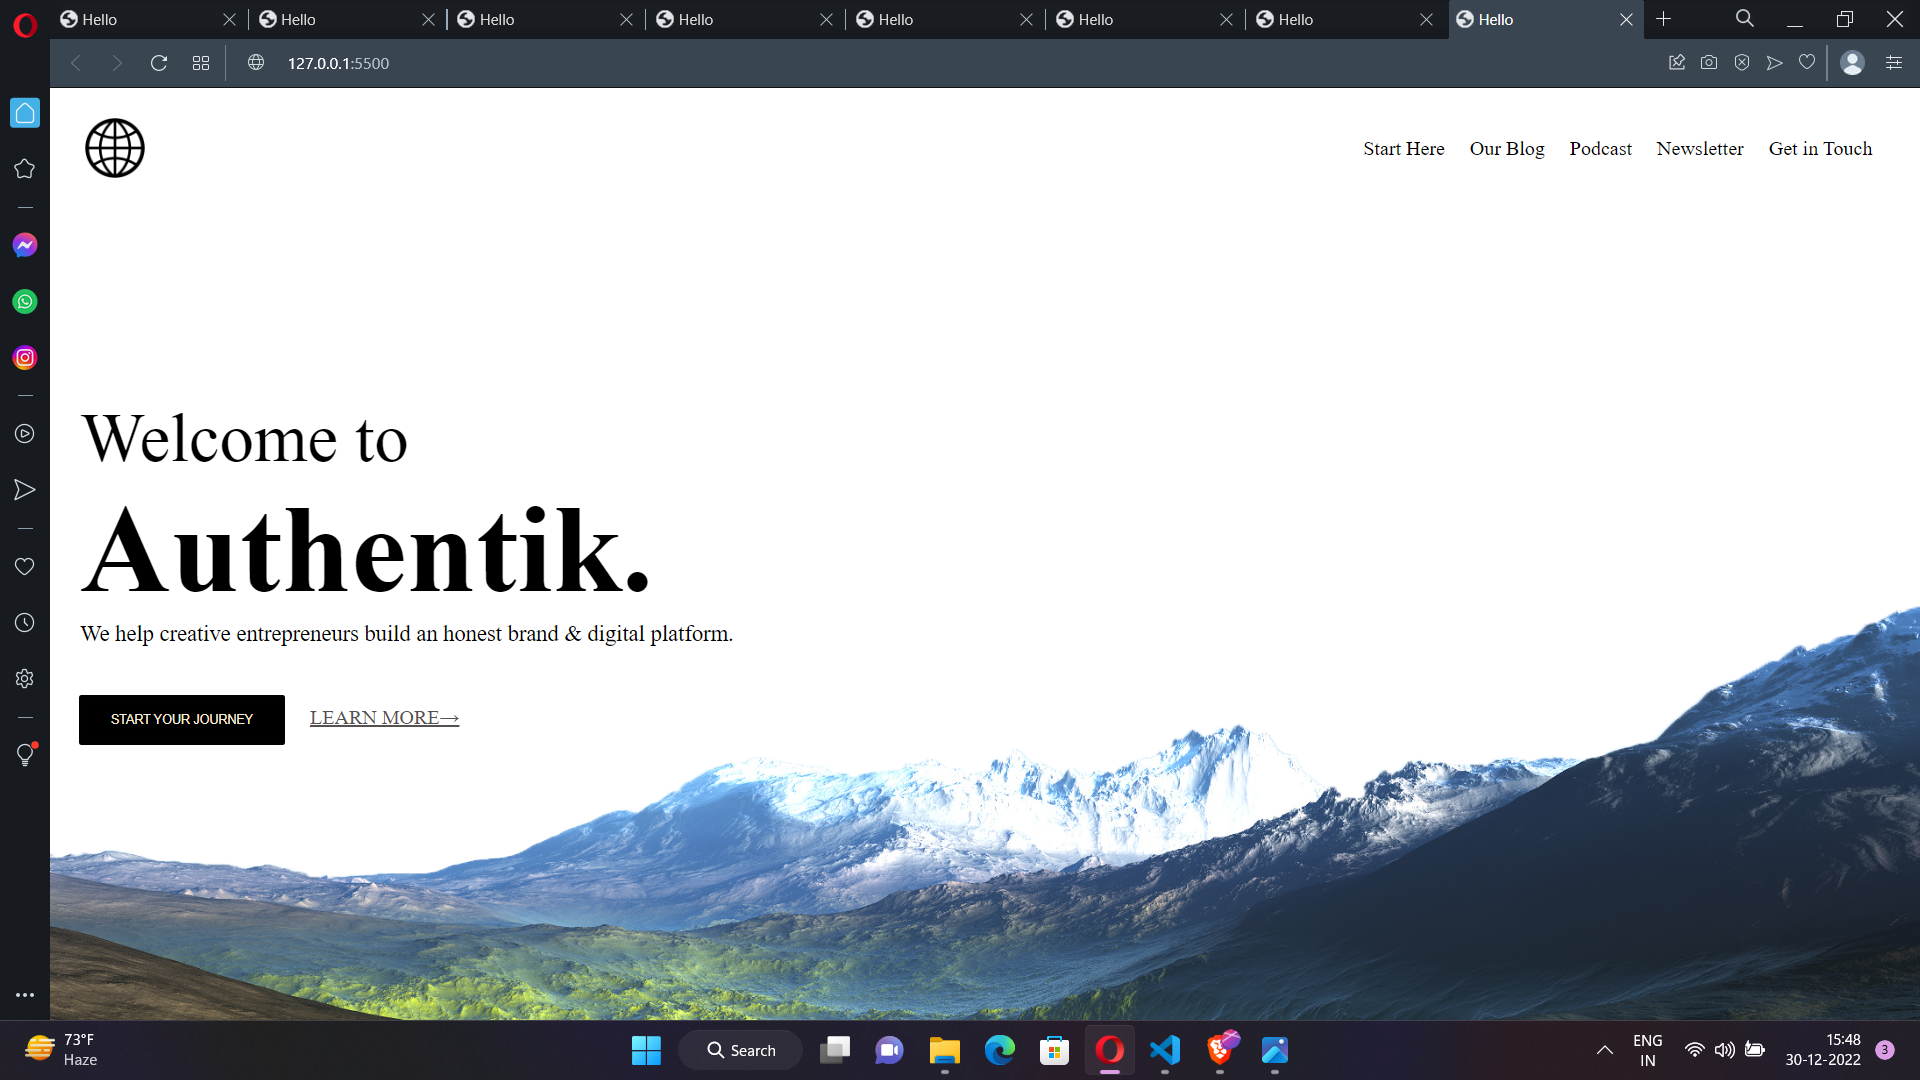 Hello
Hello
Hello
Hello
Hello
Hello
Hello
Hello
127.0.0.1:5500
Start Here
Our Blog
Podcast
Newsletter
Get in Touch
Welcome to
Authentik.
We help creative entrepreneurs build an honest brand & digital platform.
START YOUR JOURNEY
LEARN MORE→
73°F
Haze
Search
ENG
IN
15:48
30-12-2022
3